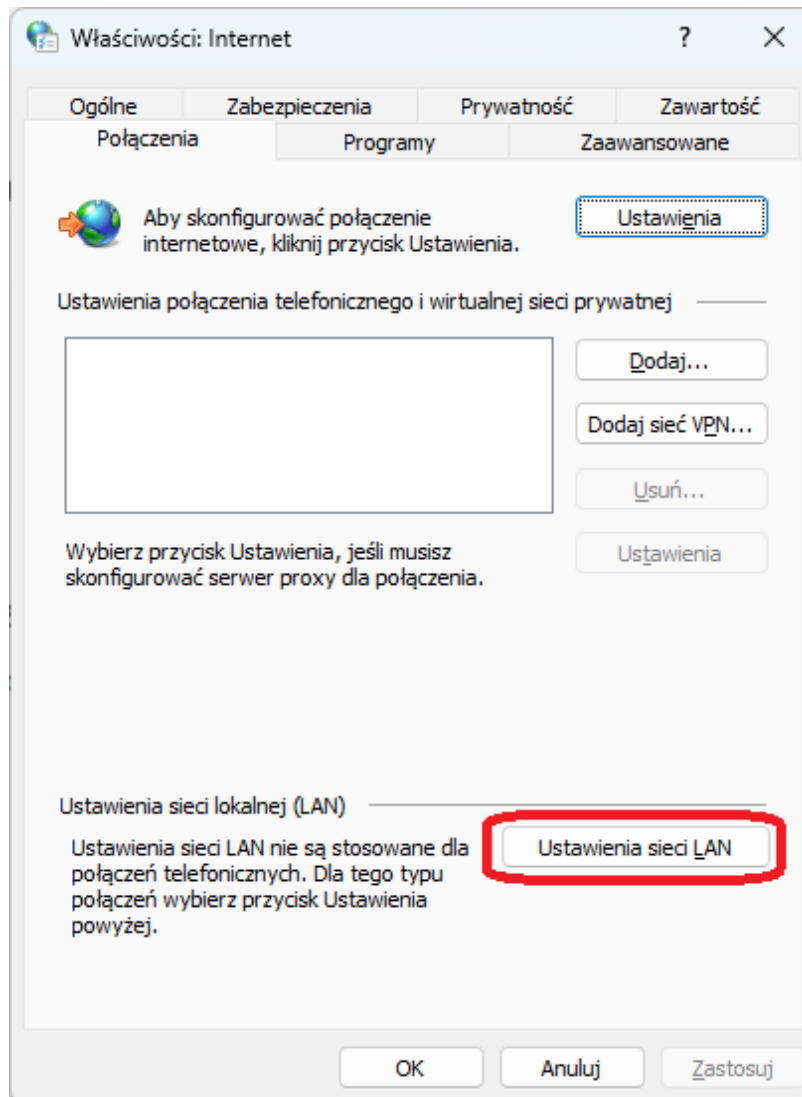 Właściwości: Internet
?
Ogólne Zabezpieczenia Prywatność Zawartość
Połączenia Programy Zaawansowane
Aby skonfigurować połączenie
internetowe, kliknij przycisk Ustawienia.
Ustawienia
Ustawienia połączenia telefonicznego i wirtualnej sieci prywatnej
Dodaj...
Dodaj sieć VPN...
Usuń...
Wybierz przycisk Ustawienia, jeśli musisz
skonfigurować serwer proxy dla połączenia.
Ustawienia
Ustawienia sieci lokalnej (LAN)
Ustawienia sieci LAN nie są stosowane dla
połączeń telefonicznych. Dla tego typu
połączeń wybierz przycisk Ustawienia
powyżej.
Ustawienia sieci LAN
OK Anuluj Zastosuj